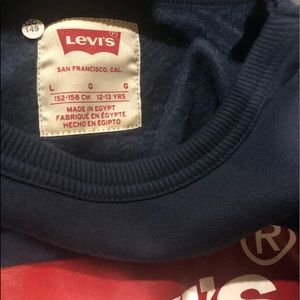 149
LEVI'S
®
SAN FRANCISCO, CAL.
L G G
152-158 CM 12-13 YRS
MADE IN EGYPT
FABRIQUÉ EN ÉGYPTE
HECHO EN EGIPTO
®
'S